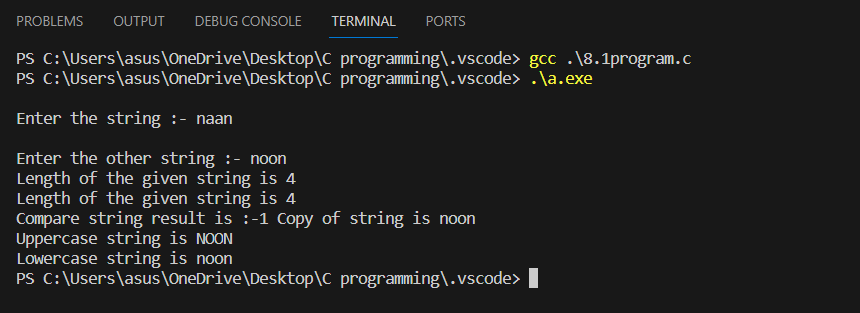 PROBLEMS OUTPUT DEBUG CONSOLE TERMINAL PORTS
PS C:\Users\asus\OneDrive\Desktop\C programming\.vscode> gcc .\8.1program.c
PS C:\Users\asus\OneDrive\Desktop\C programming\.vscode> .\a.exe
Enter the string :- naan
Enter the other string :- noon
Length of the given string is 4
Length of the given string is 4
Compare string result is :-1 Copy of string is noon
Uppercase string is NOON
Lowercase string is noon
PS C:\Users\asus\OneDrive\Desktop\C programming\.vscode>